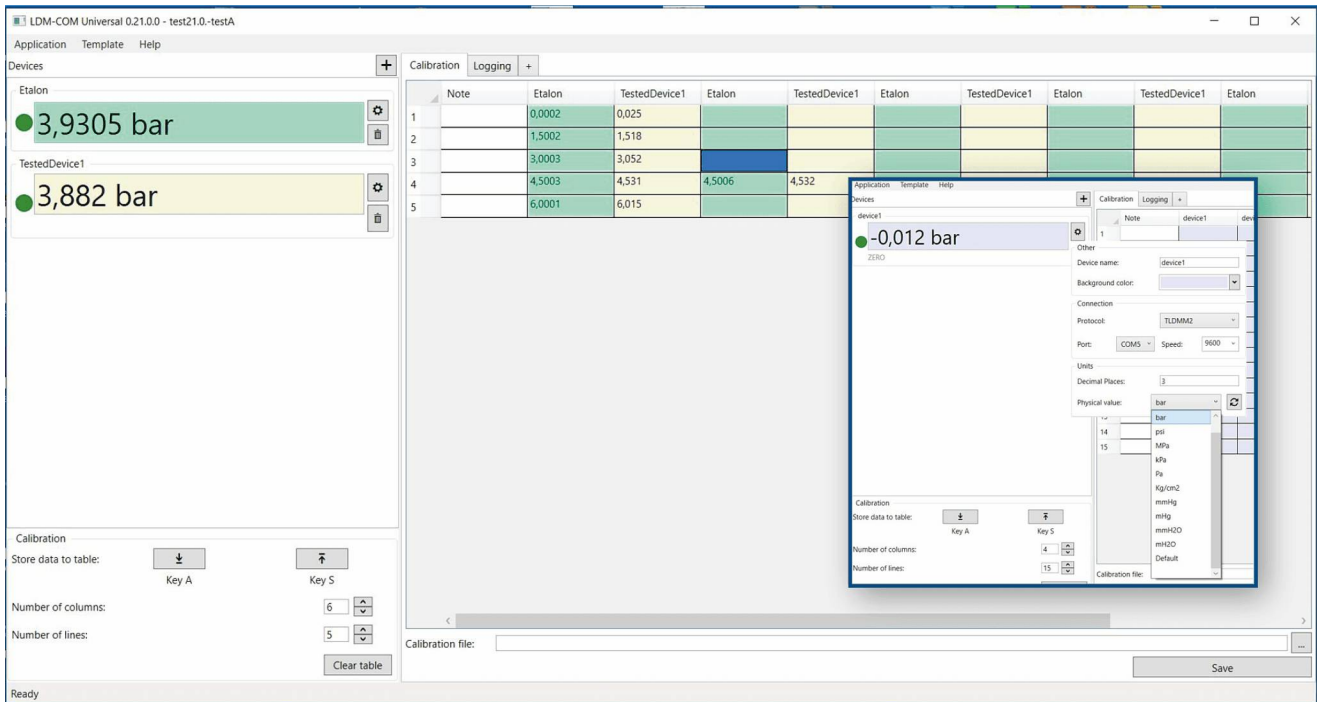 LDM-COM Universal 0.21.0.0 - test21.0.-testA
Application Template Help
Devices +
Etalon
3,9305 bar
TestedDevice1
3,882 bar
Calibration
Store data to table:
Key A Key S
Number of columns: 6
Number of lines: 5
Clear table
Ready
Calibration Logging +
Note Etalon TestedDevice1 Etalon TestedDevice1 Etalon TestedDevice1 Etalon TestedDevice1 Etalon
1 0,0002 0,025
2 1,5002 1,518
3 3,0003 3,052
4 4,5003 4,531 4,5006 4,532
5 6,0001 6,015
Calibration file: ...
Save
Application Template Help
Devices +
device1
-0,012 bar
ZERO
Calibration
Store data to table:
Key A Key S
Number of columns: 4
Number of lines: 15
Calibration Logging +
Note device1
1
Other
Device name: device1
Background color:
Connection
Protocol: TLDMM2
Port: COM5 Speed: 9600
Units
Decimal Places: 3
Physical value: bar
bar
psi
14
MPa
15
kPa
Pa
Kg/cm2
mmHg
mHg
mmH2O
mH2O
Default
Calibration file: